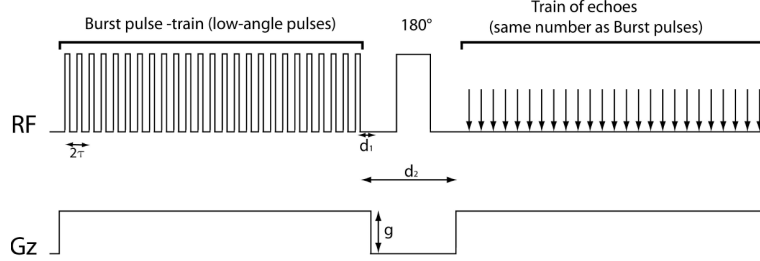 Burst pulse -train (low-angle pulses)
180°
Train of echoes
(same number as Burst pulses)
RF
2τ
d₁
d₂
g
Gz